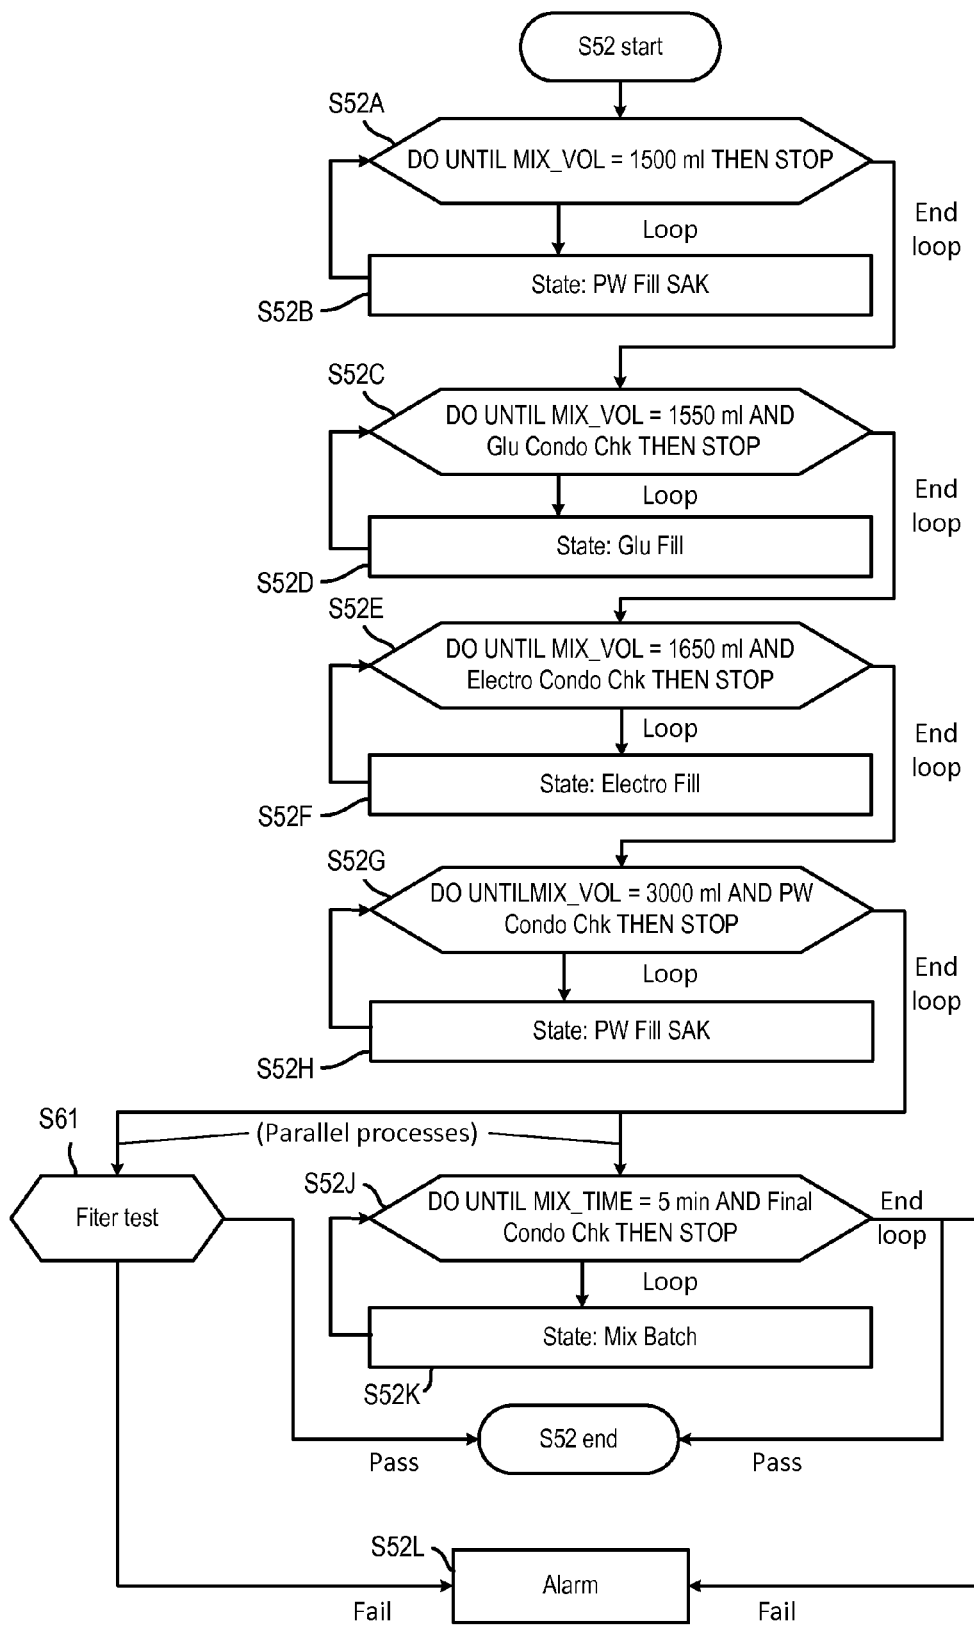 S52 start
S52A
DO UNTIL MIX_VOL = 1500 ml THEN STOP
End
loop
Loop
State: PW Fill SAK
S52B
S52C
DO UNTIL MIX_VOL = 1550 ml AND
Glu Condo Chk THEN STOP
End
loop
Loop
State: Glu Fill
S52D
S52E
DO UNTIL MIX_VOL = 1650 ml AND
Electro Condo Chk THEN STOP
End
loop
Loop
State: Electro Fill
S52F
S52G
DO UNTILMIX_VOL = 3000 ml AND PW
Condo Chk THEN STOP
End
loop
Loop
State: PW Fill SAK
S52H
S61
(Parallel processes)
Fiter test
S52J
DO UNTIL MIX_TIME = 5 min AND Final
Condo Chk THEN STOP
End
loop
Loop
State: Mix Batch
S52K
S52 end
Pass
Pass
S52L
Alarm
Fail
Fail